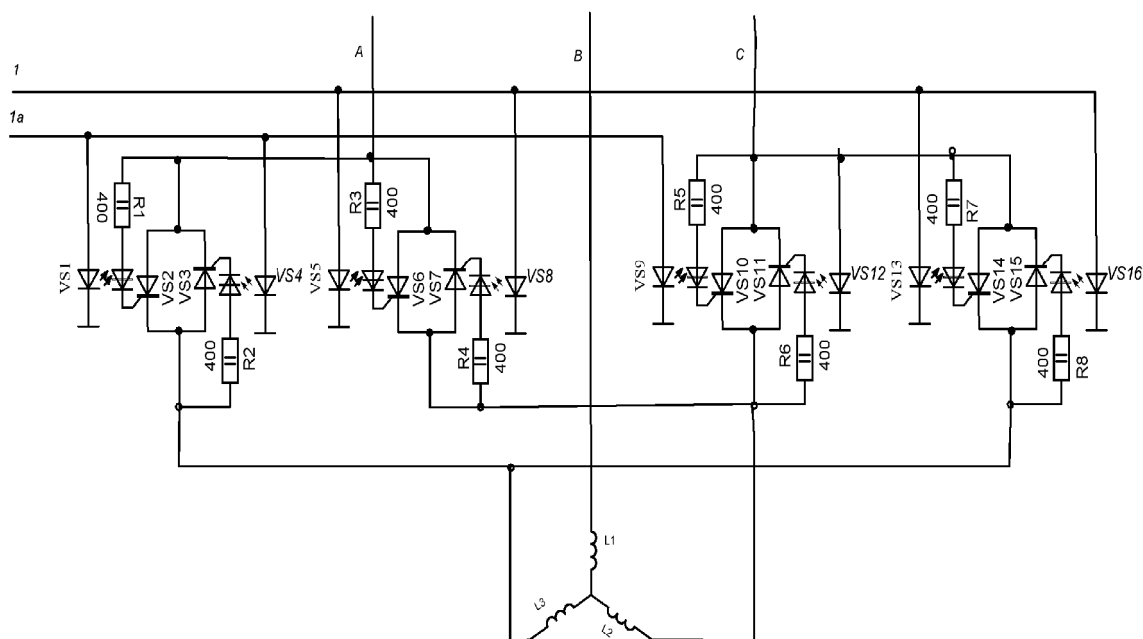 A
B
C
1
1a
R1
400
R3
400
R5
400
R7
400
VS1
VS2
VS3
VS4
VS5
VS6
VS7
VS8
VS9
VS10
VS11
VS12
VS13
VS14
VS15
VS16
400
R2
R4
400
R6
400
400
R8
L1
L3
L2